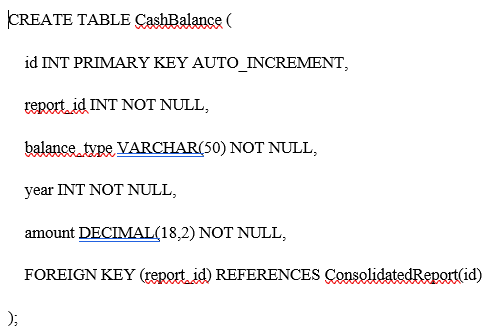 CREATE TABLE CashBalance (
id INT PRIMARY KEY AUTO_INCREMENT,
report_id INT NOT NULL,
balance_type VARCHAR(50) NOT NULL,
year INT NOT NULL,
amount DECIMAL(18,2) NOT NULL,
FOREIGN KEY (report_id) REFERENCES ConsolidatedReport(id)
);